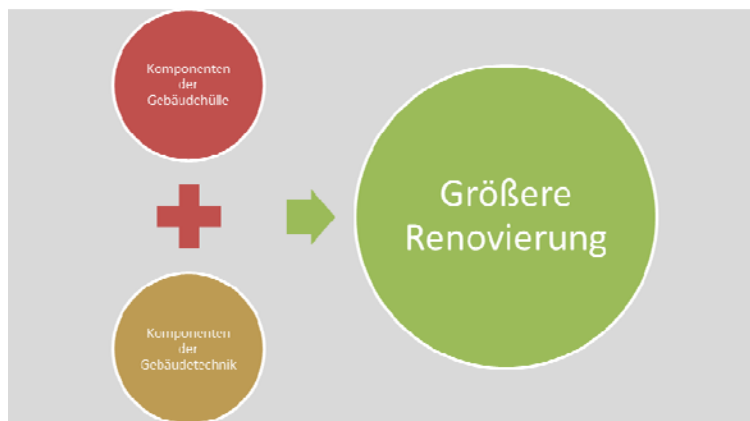 Komponenten
der
Gebäudehülle
Komponenten
der
Gebäudetechnik
Größere
Renovierung